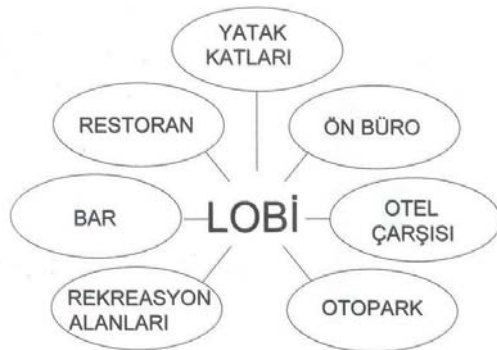 YATAK
KATLARI
RESTORAN
ÖN BÜRO
BAR
LOBİ
OTEL
ÇARŞISI
REKREASYON
ALANLARI
OTOPARK